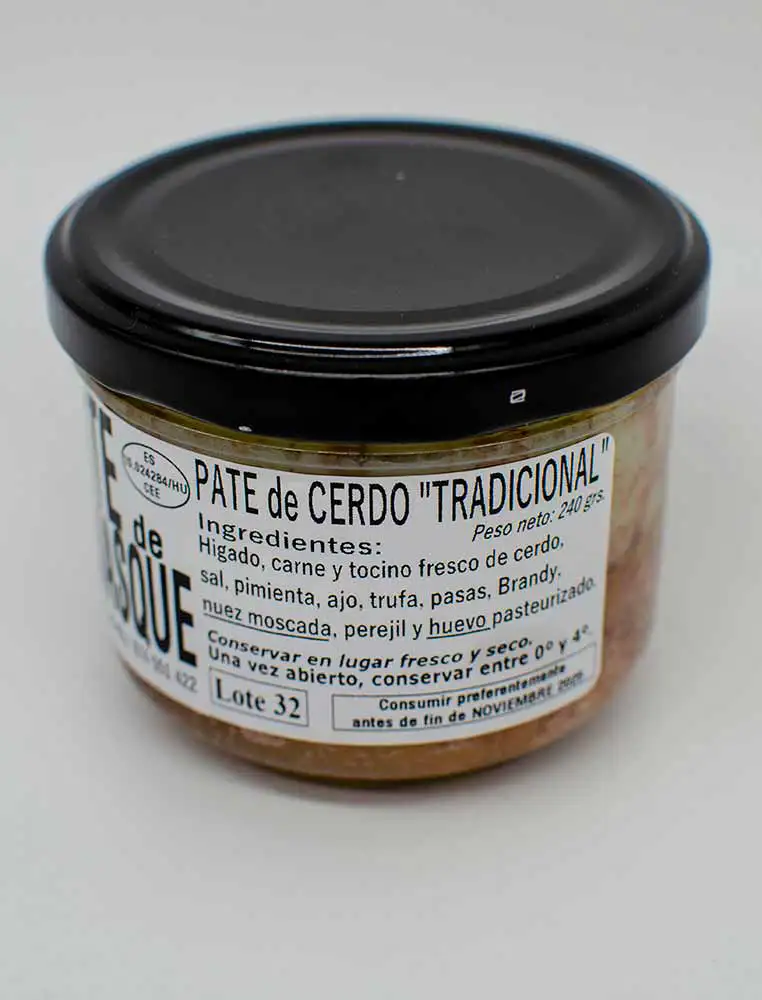 ES
024284/HU
CEE
de
PATE de CERDO "TRADICIONAL"
Peso neto: 240 grs.
Ingredientes:
Higado, carne y tocino fresco de cerdo,
sal, pimienta, ajo, trufa, pasas, Brandy,
nuez moscada, perejil y huevo pasteurizado.
Conservar en lugar fresco y seco.
Una vez abierto, conservar entre 0º y 4º.
Lote 32
Consumir preferentemente
antes de fin de NOVIEMBRE
422